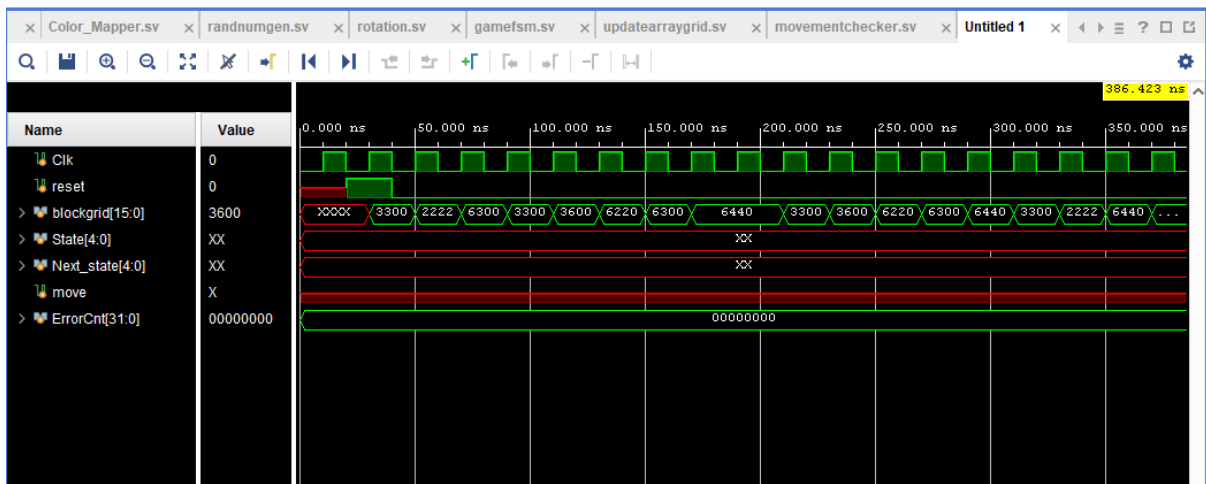 Color_Mapper.sv randnumgen.sv rotation.sv gamefsm.sv updatearraygrid.sv movementchecker.sv Untitled 1
386.423 ns
Name Value 0.000 ns 50.000 ns 100.000 ns 150.000 ns 200.000 ns 250.000 ns 300.000 ns 350.000 ns
Clk 0
reset 0
blockgrid[15:0] 3600 XXXX 3300 2222 6300 3300 3600 6220 6300 6440 3300 3600 6220 6300 6440 3300 2222 6440 ...
State[4:0] XX XX
Next_state[4:0] XX XX
move X
ErrorCnt[31:0] 00000000 00000000